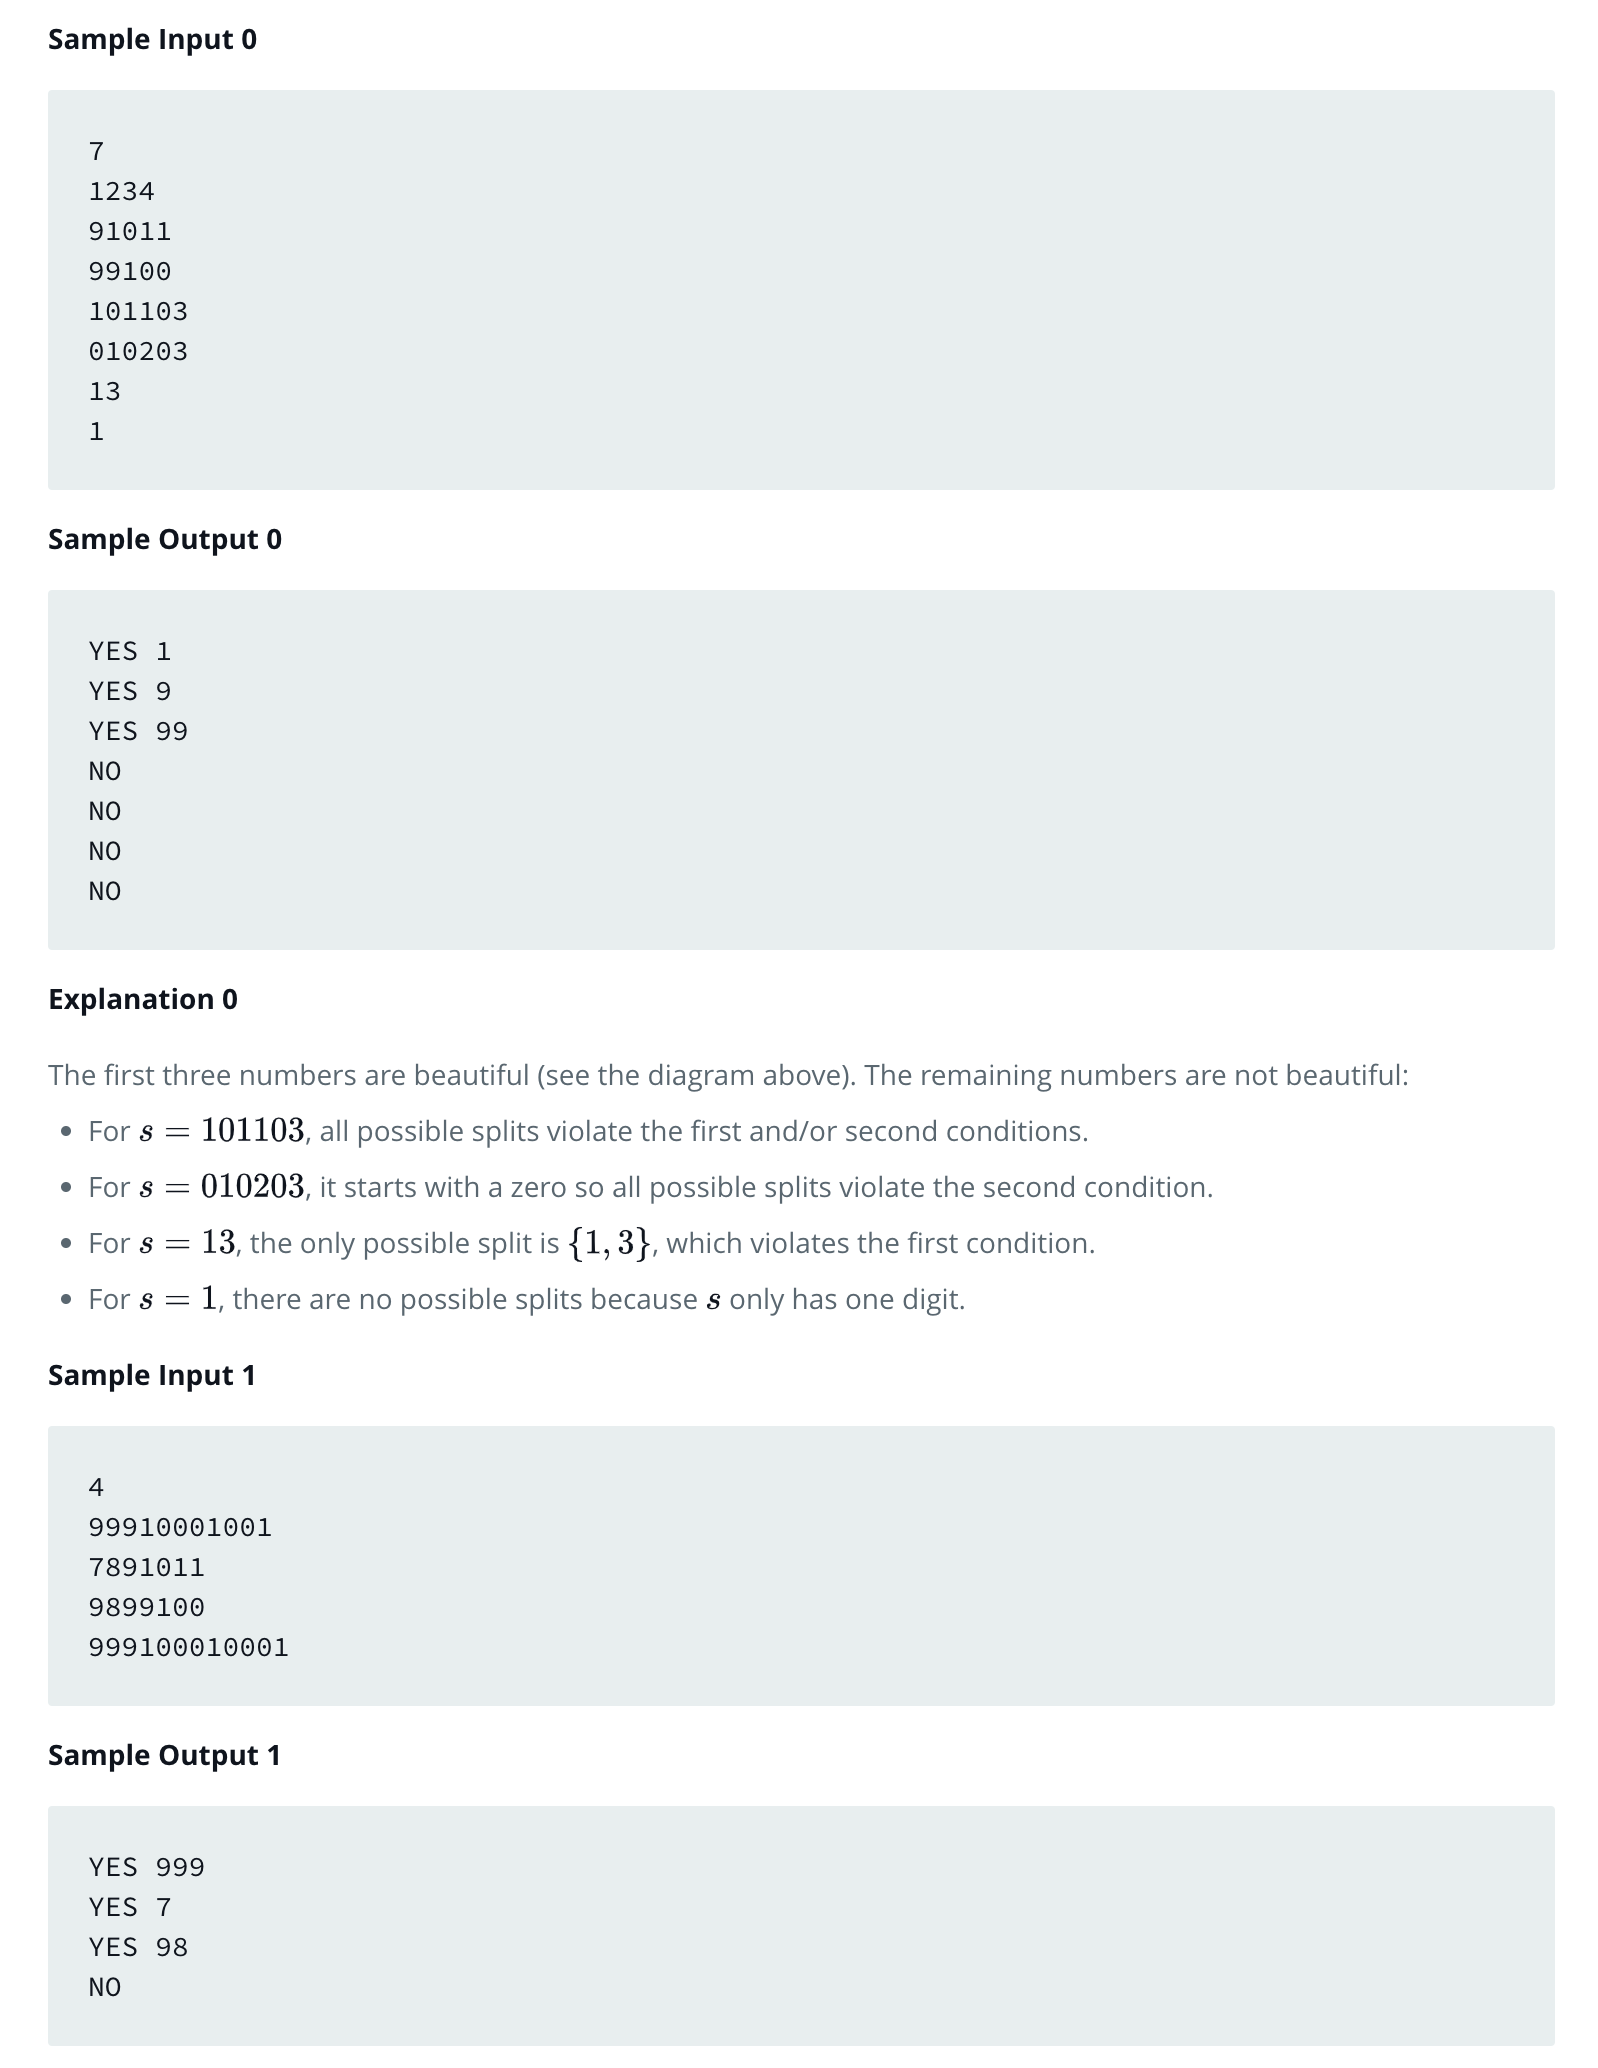 Sample Input 0
7
1234
91011
99100
101103
010203
13
1
Sample Output 0
YES 1
YES 9
YES 99
NO
NO
NO
NO
Explanation 0
The first three numbers are beautiful (see the diagram above). The remaining numbers are not beautiful:
• For s = 101103, all possible splits violate the first and/or second conditions.
• For s = 010203, it starts with a zero so all possible splits violate the second condition.
• For s = 13, the only possible split is {1, 3}, which violates the first condition.
• For s = 1, there are no possible splits because s only has one digit.
Sample Input 1
4
99910001001
7891011
9899100
999100010001
Sample Output 1
YES 999
YES 7
YES 98
NO